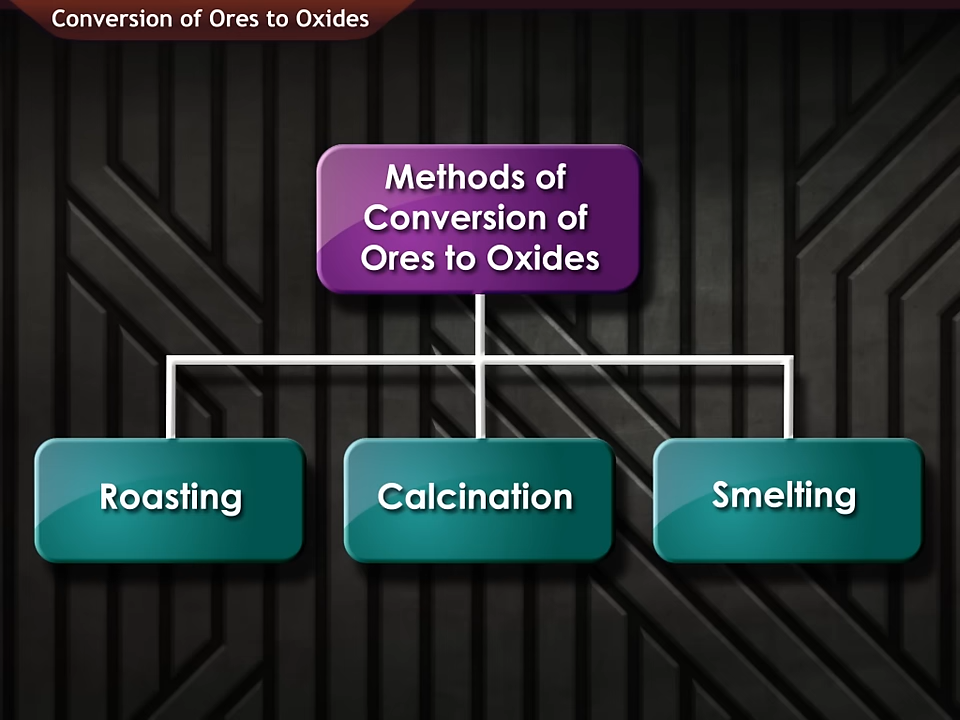 Conversion of Ores to Oxides
Methods of
Conversion of
Ores to Oxides
Roasting
Calcination
Smelting